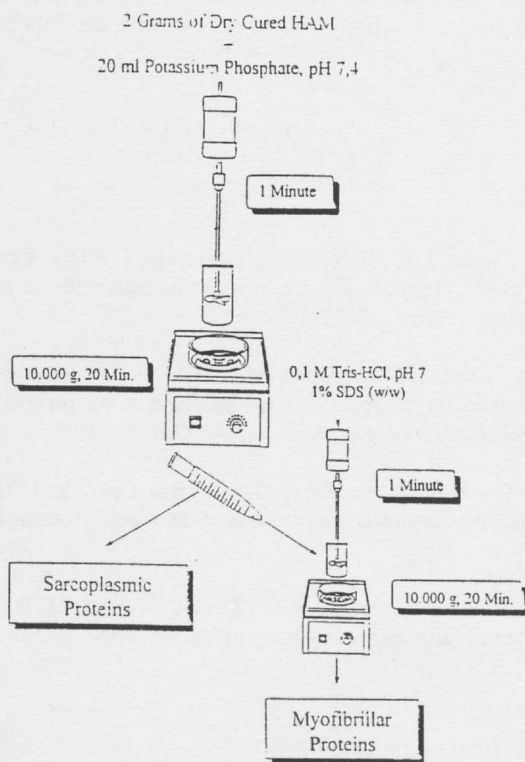 2 Grams of Dry Cured HAM
20 ml Potassium Phosphate, pH 7,4
1 Minute
10.000 g, 20 Min.
0,1 M Tris-HCl, pH 7
1% SDS (w/w)
1 Minute
Sarcoplasmic
Proteins
10.000 g, 20 Min.
Myofibriilar
Proteins